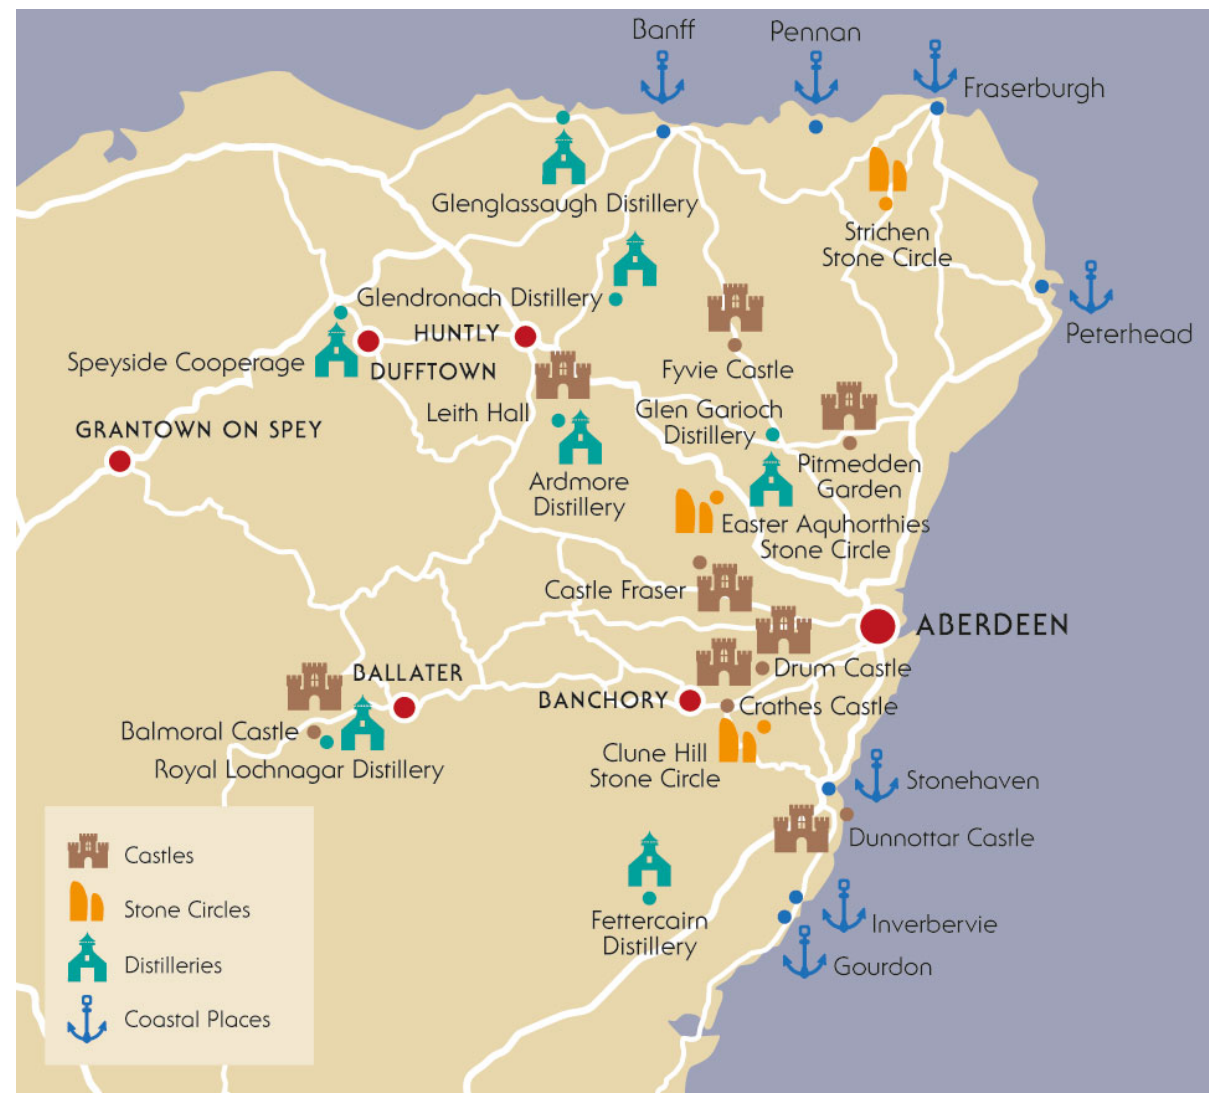 Banff
Pennan
Fraserburgh
Glenglassaugh Distillery
Strichen
Stone Circle
Glendronach Distillery
HUNTLY
Peterhead
Speyside Cooperage
DUFFTOWN
Fyvie Castle
Leith Hall
Glen Garioch
Distillery
GRANTOWN ON SPEY
Pitmedden
Garden
Ardmore
Distillery
Easter Aquhorthies
Stone Circle
Castle Fraser
ABERDEEN
Drum Castle
BALLATER
BANCHORY
Crathes Castle
Balmoral Castle
Royal Lochnagar Distillery
Clune Hill
Stone Circle
Stonehaven
Dunnottar Castle
Fettercairn
Distillery
Inverbervie
Gourdon
Castles
Stone Circles
Distilleries
Coastal Places